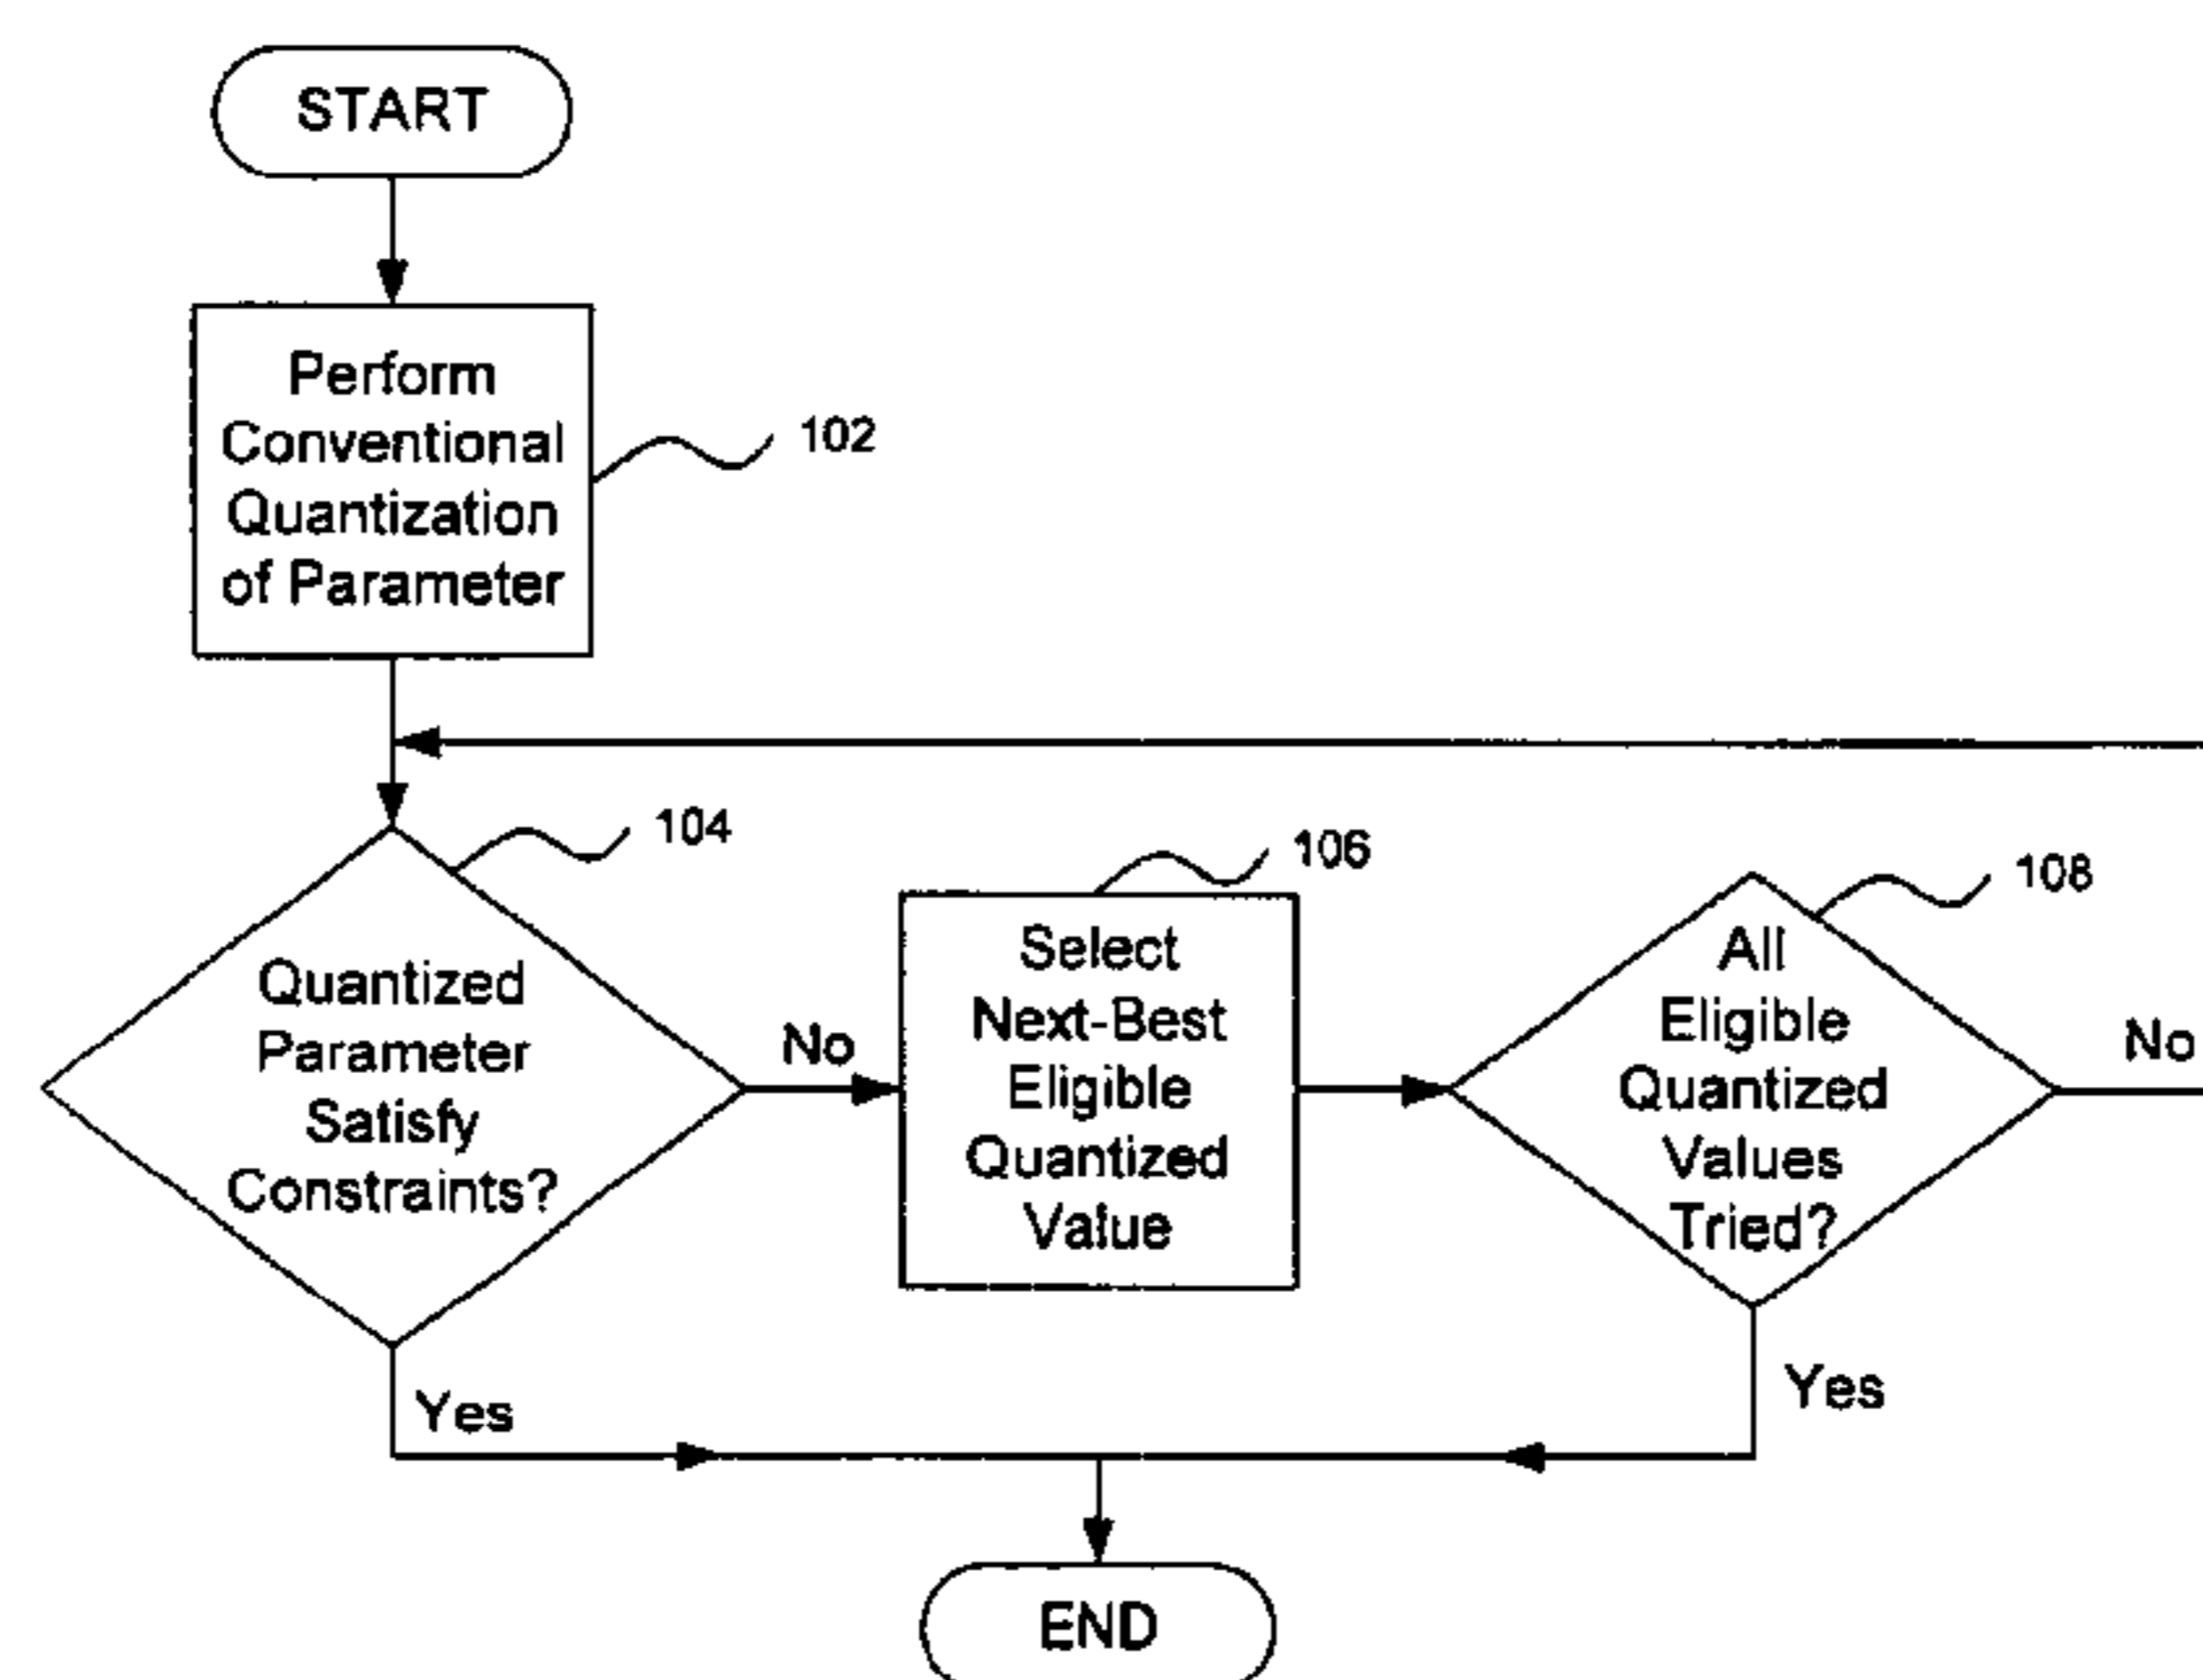 START
Perform
Conventional
Quantization
of Parameter
102
104
Quantized
Parameter
Satisfy
Constraints?
No
106
Select
Next-Best
Eligible
Quantized
Value
108
All
Eligible
Quantized
Values
Tried?
No
Yes
Yes
END